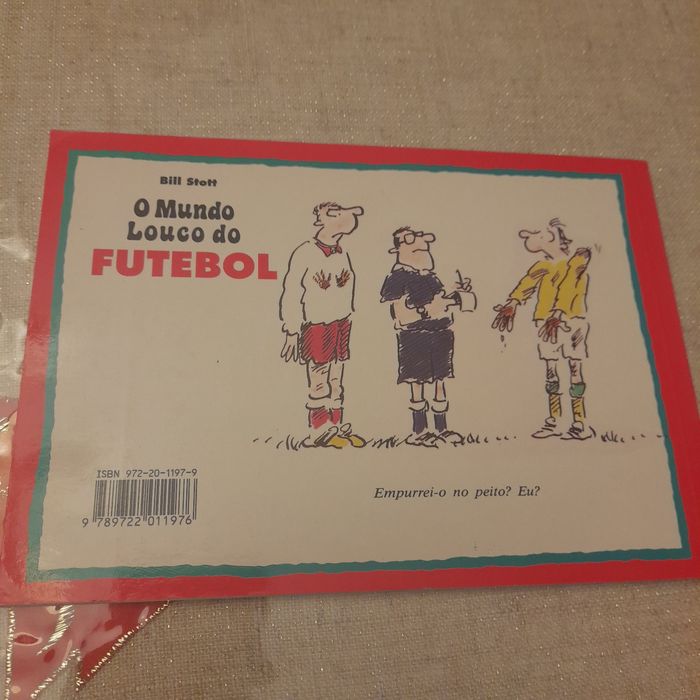 Bill Stott
O Mundo
Louco do
FUTEBOL
Empurrei-o no peito? Eu?
ISBN 972-20-1197-9
9 789722 011976